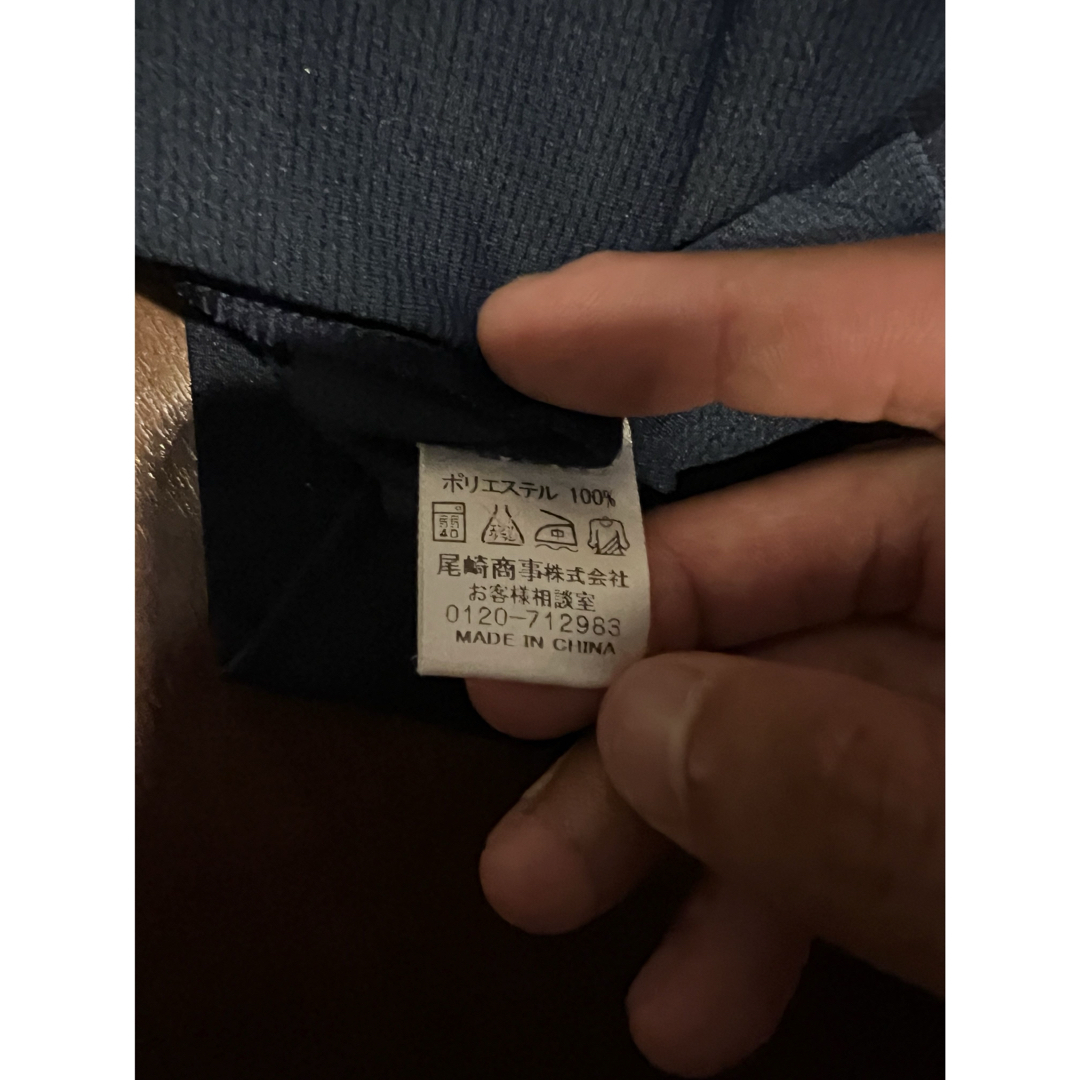 ポリエステル 100%
40
尾崎商事株式会社
お客様相談室
0120-712983
MADE IN CHINA